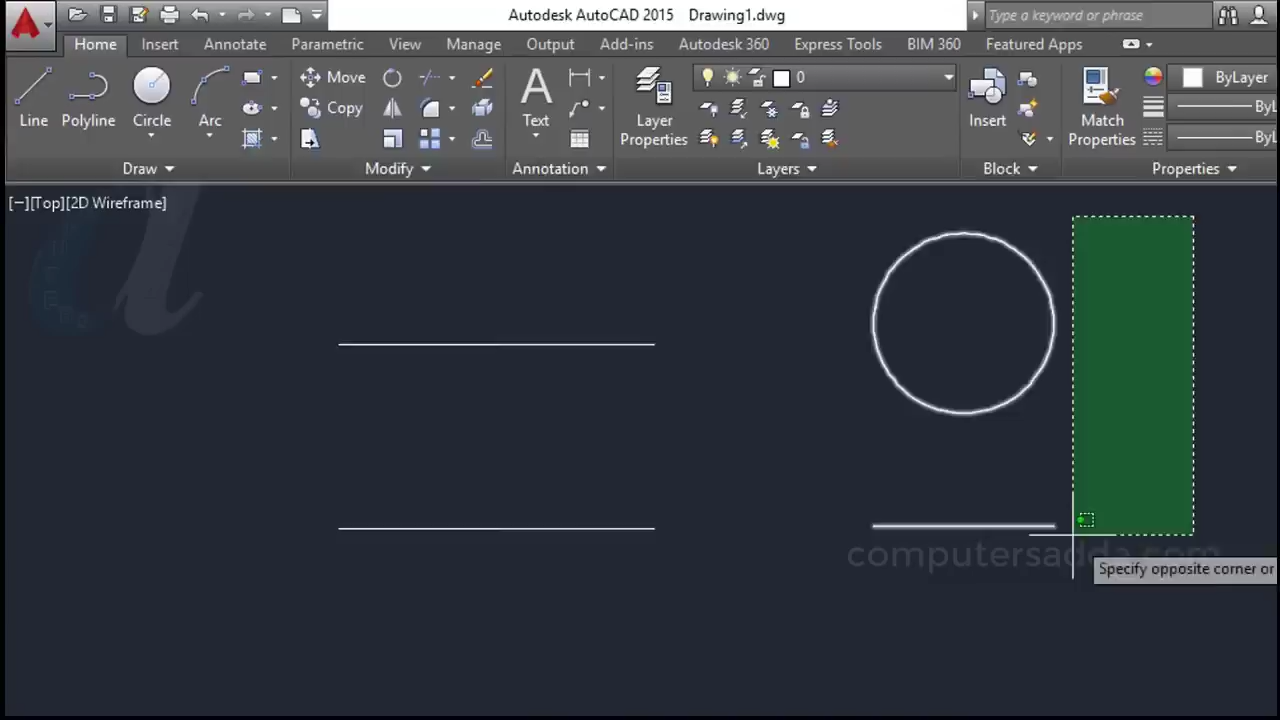 Autodesk AutoCAD 2015 Drawing1.dwg
Type a keyword or phrase
Home Insert Annotate Parametric View Manage Output Add-ins Autodesk 360 Express Tools BIM 360 Featured Apps
Move
0
ByLayer
Copy
ByL
Line Polyline Circle Arc Text Layer Properties Insert Match Properties
ByL
Draw Modify Annotation Layers Block Properties
[−][Top][2D Wireframe]
computersadda.com
Specify opposite corner or